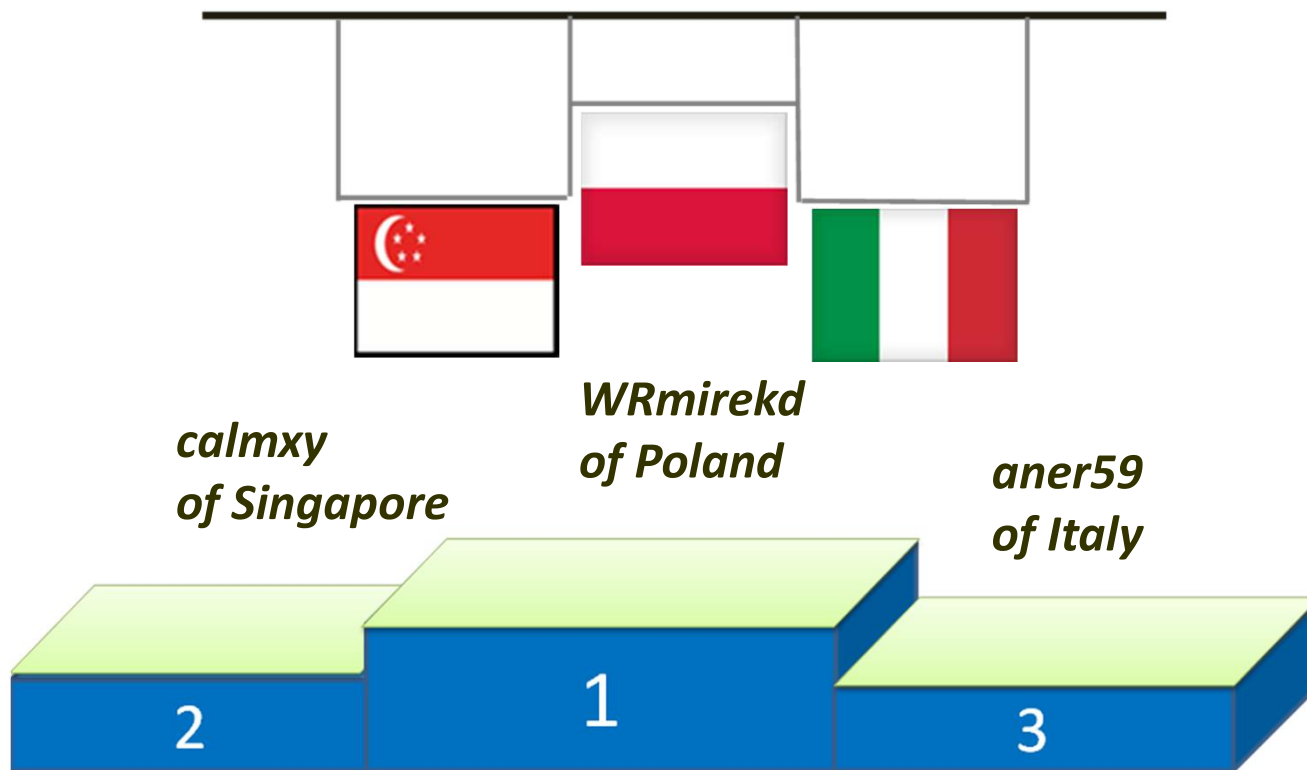 WRmirekd
of Poland
calmxy
of Singapore
aner59
of Italy
2
1
3